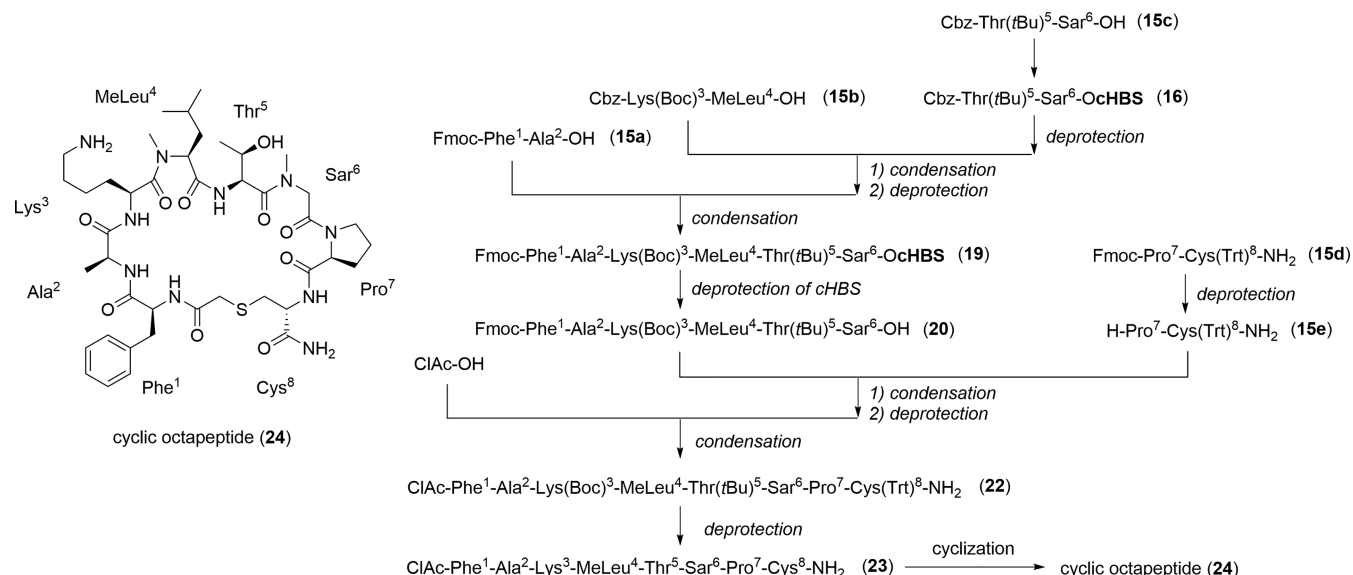 MeLeu4
Thr5
NH2
OH
N
N
Sar6
O
N
H
O
O
Lys3
NH
O
N
O
O
NH
O
NH
Ala2
H
N
S
Pro7
O
O
O
NH2
Phe1
Cys8
cyclic octapeptide (24)
Cbz-Thr(tBu)5-Sar6-OH (15c)
Cbz-Lys(Boc)3-MeLeu4-OH (15b)
Cbz-Thr(tBu)5-Sar6-OcHBS (16)
Fmoc-Phe1-Ala2-OH (15a)
deprotection
1) condensation
2) deprotection
condensation
Fmoc-Phe1-Ala2-Lys(Boc)3-MeLeu4-Thr(tBu)5-Sar6-OcHBS (19)
Fmoc-Pro7-Cys(Trt)8-NH2 (15d)
deprotection of cHBS
deprotection
Fmoc-Phe1-Ala2-Lys(Boc)3-MeLeu4-Thr(tBu)5-Sar6-OH (20)
H-Pro7-Cys(Trt)8-NH2 (15e)
ClAc-OH
1) condensation
2) deprotection
condensation
ClAc-Phe1-Ala2-Lys(Boc)3-MeLeu4-Thr(tBu)5-Sar6-Pro7-Cys(Trt)8-NH2 (22)
deprotection
ClAc-Phe1-Ala2-Lys3-MeLeu4-Thr5-Sar6-Pro7-Cys8-NH2 (23)
cyclization
cyclic octapeptide (24)